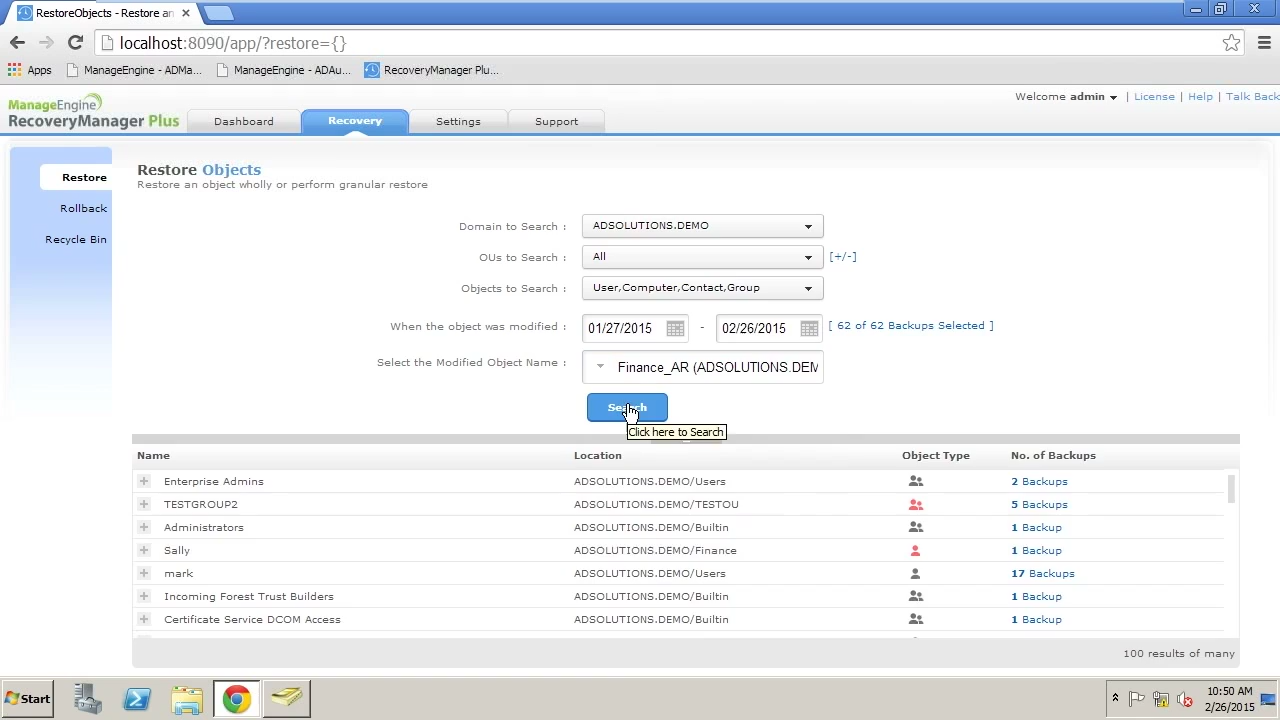 RestoreObjects - Restore an
localhost:8090/app/?restore={}
Apps
ManageEngine - ADMa...
ManageEngine - ADAu...
RecoveryManager Plu...
ManageEngine
RecoveryManager Plus
Dashboard
Recovery
Settings
Support
Welcome admin | License | Help | Talk Back
Restore
Rollback
Recycle Bin
Restore Objects
Restore an object wholly or perform granular restore
Domain to Search : ADSOLUTIONS.DEMO
OUs to Search : All [+/-]
Objects to Search : User,Computer,Contact,Group
When the object was modified : 01/27/2015 - 02/26/2015 [ 62 of 62 Backups Selected ]
Select the Modified Object Name : Finance_AR (ADSOLUTIONS.DEM
Search
Click here to Search
Name Location Object Type No. of Backups
Enterprise Admins ADSOLUTIONS.DEMO/Users 2 Backups
TESTGROUP2 ADSOLUTIONS.DEMO/TESTOU 5 Backups
Administrators ADSOLUTIONS.DEMO/Builtin 1 Backup
Sally ADSOLUTIONS.DEMO/Finance 1 Backup
mark ADSOLUTIONS.DEMO/Users 17 Backups
Incoming Forest Trust Builders ADSOLUTIONS.DEMO/Builtin 1 Backup
Certificate Service DCOM Access ADSOLUTIONS.DEMO/Builtin 1 Backup
100 results of many
Start
10:50 AM
2/26/2015